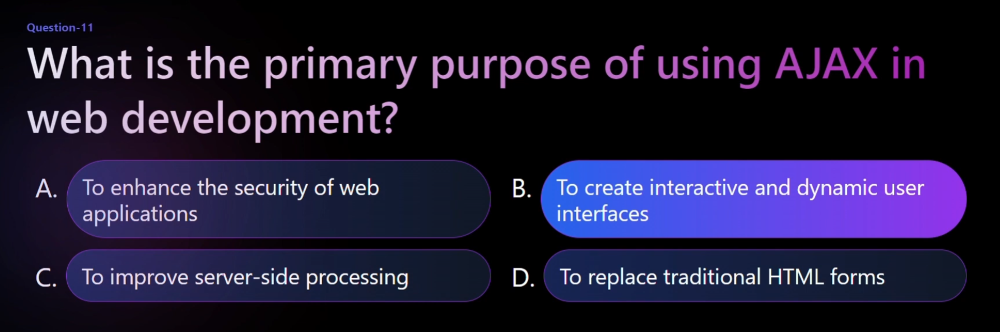 Question-11
What is the primary purpose of using AJAX in
web development?
A. To enhance the security of web
applications
B. To create interactive and dynamic user
interfaces
C. To improve server-side processing
D. To replace traditional HTML forms